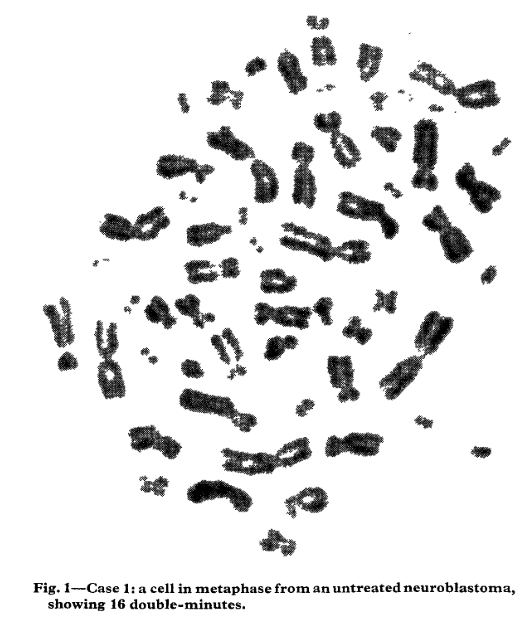 Fig. 1—Case 1: a cell in metaphase from an untreated neuroblastoma,
showing 16 double-minutes.